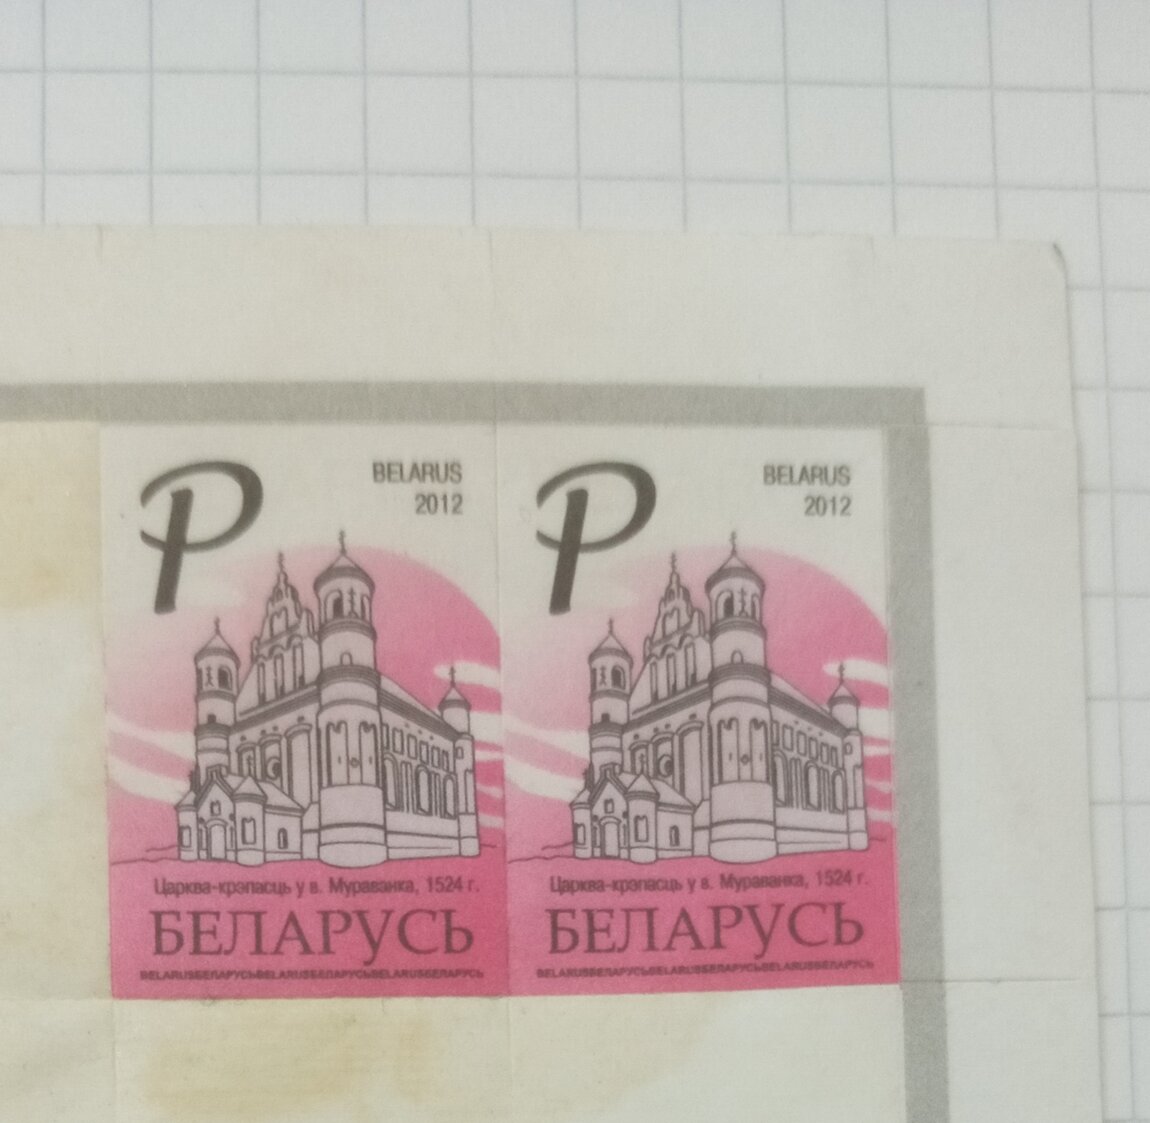 P
BELARUS
2012
Царква-крэпасць у в. Мураванка, 1524 г.
БЕЛАРУСЬ
BELARUSБЕЛАРУСЬBELARUSБЕЛАРУСЬBELARUSБЕЛАРУСЬ
P
BELARUS
2012
Царква-крэпасць у в. Мураванка, 1524 г.
БЕЛАРУСЬ
BELARUSБЕЛАРУСЬBELARUSБЕЛАРУСЬBELARUSБЕЛАРУСЬ